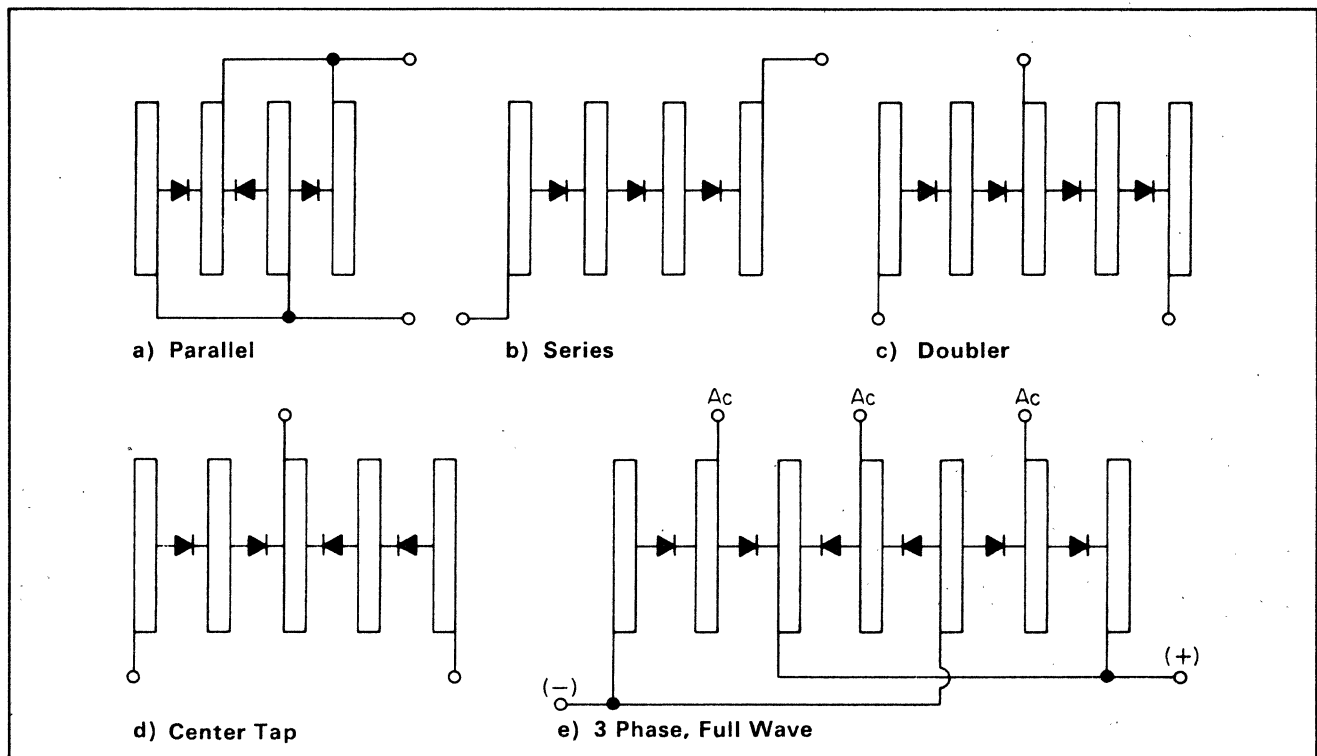 a) Parallel
b) Series
c) Doubler
Ac Ac Ac
(−) (+)
d) Center Tap
e) 3 Phase, Full Wave